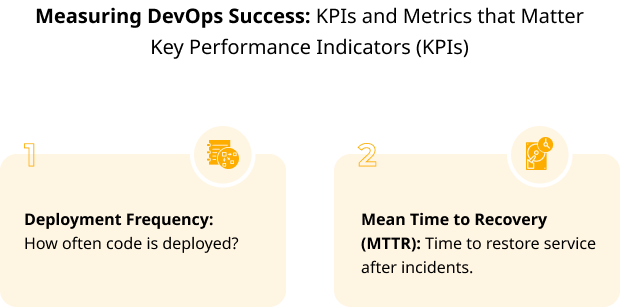 Measuring DevOps Success: KPIs and Metrics that Matter
Key Performance Indicators (KPIs)
1
Deployment Frequency:
How often code is deployed?
2
Mean Time to Recovery
(MTTR): Time to restore service
after incidents.